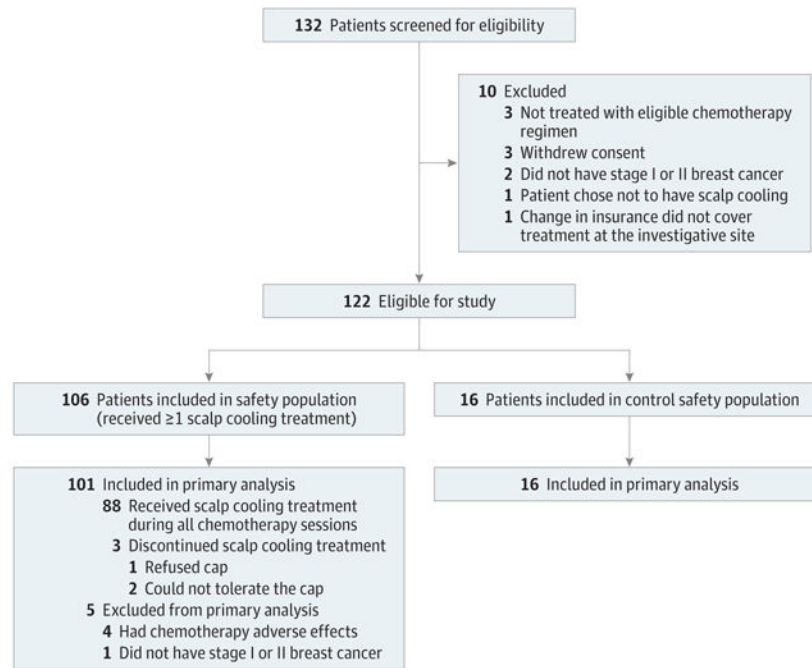 132 Patients screened for eligibility
10 Excluded
3 Not treated with eligible chemotherapy
regimen
3 Withdrew consent
2 Did not have stage I or II breast cancer
1 Patient chose not to have scalp cooling
1 Change in insurance did not cover
treatment at the investigative site
122 Eligible for study
106 Patients included in safety population
(received ≥1 scalp cooling treatment)
16 Patients included in control safety population
101 Included in primary analysis
88 Received scalp cooling treatment
during all chemotherapy sessions
3 Discontinued scalp cooling treatment
1 Refused cap
2 Could not tolerate the cap
5 Excluded from primary analysis
4 Had chemotherapy adverse effects
1 Did not have stage I or II breast cancer
16 Included in primary analysis